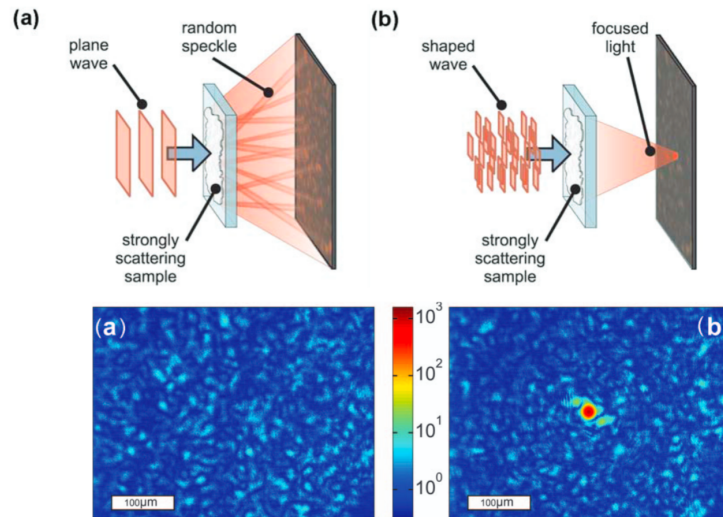 (a)
plane
wave
random
speckle
strongly
scattering
sample
(b)
shaped
wave
focused
light
strongly
scattering
sample
(a)
100µm
10³
10²
10¹
10⁰
(b
100µm